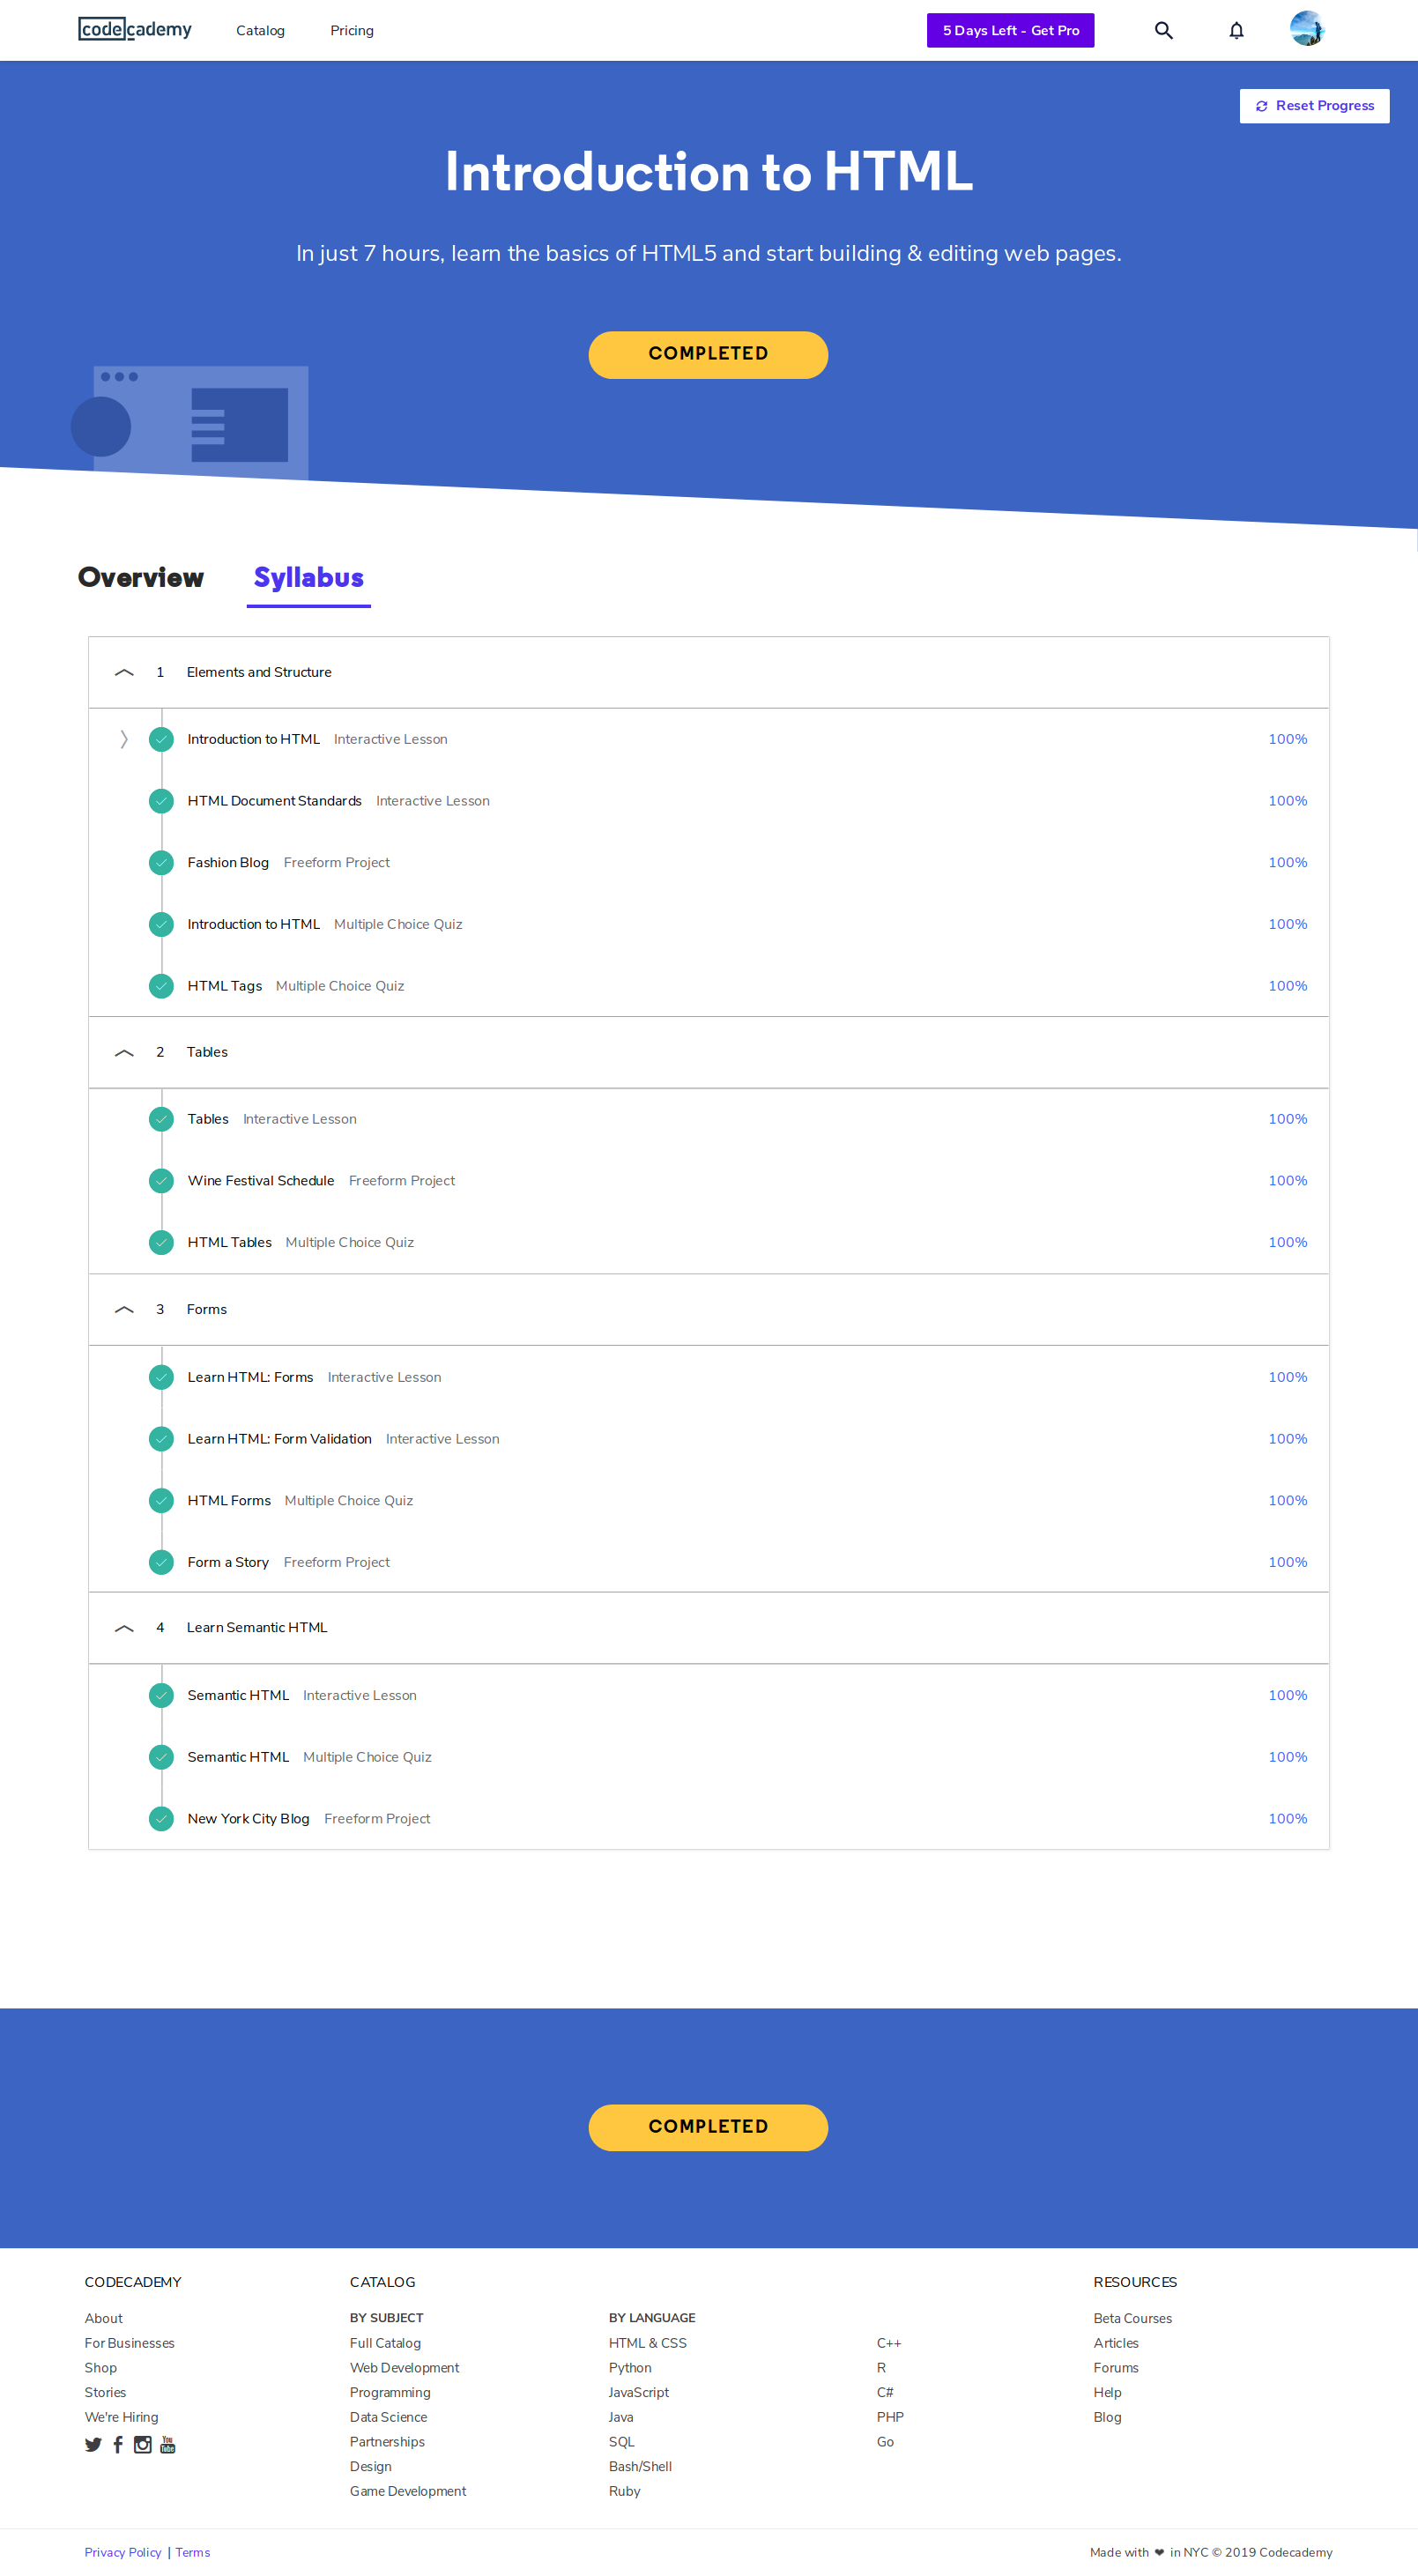 codecademy Catalog Pricing 5 Days Left - Get Pro
Reset Progress
Introduction to HTML
In just 7 hours, learn the basics of HTML5 and start building & editing web pages.
COMPLETED
Overview Syllabus
1 Elements and Structure
Introduction to HTML Interactive Lesson 100%
HTML Document Standards Interactive Lesson 100%
Fashion Blog Freeform Project 100%
Introduction to HTML Multiple Choice Quiz 100%
HTML Tags Multiple Choice Quiz 100%
2 Tables
Tables Interactive Lesson 100%
Wine Festival Schedule Freeform Project 100%
HTML Tables Multiple Choice Quiz 100%
3 Forms
Learn HTML: Forms Interactive Lesson 100%
Learn HTML: Form Validation Interactive Lesson 100%
HTML Forms Multiple Choice Quiz 100%
Form a Story Freeform Project 100%
4 Learn Semantic HTML
Semantic HTML Interactive Lesson 100%
Semantic HTML Multiple Choice Quiz 100%
New York City Blog Freeform Project 100%
COMPLETED
CODECADEMY
About
For Businesses
Shop
Stories
We're Hiring
You Tube
CATALOG
BY SUBJECT
Full Catalog
Web Development
Programming
Data Science
Partnerships
Design
Game Development
BY LANGUAGE
HTML & CSS
Python
JavaScript
Java
SQL
Bash/Shell
Ruby
C++
R
C#
PHP
Go
RESOURCES
Beta Courses
Articles
Forums
Help
Blog
Privacy Policy | Terms
Made with ❤ in NYC © 2019 Codecademy